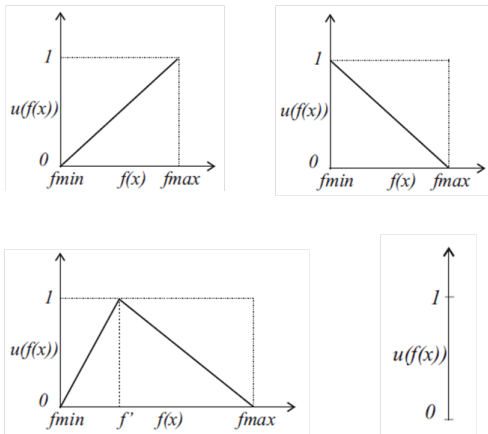 1
u(f(x))
0
fmin f(x) fmax
1
u(f(x))
0
fmin f(x) fmax
1
u(f(x))
0
fmin f' f(x) fmax
1
u(f(x))
0